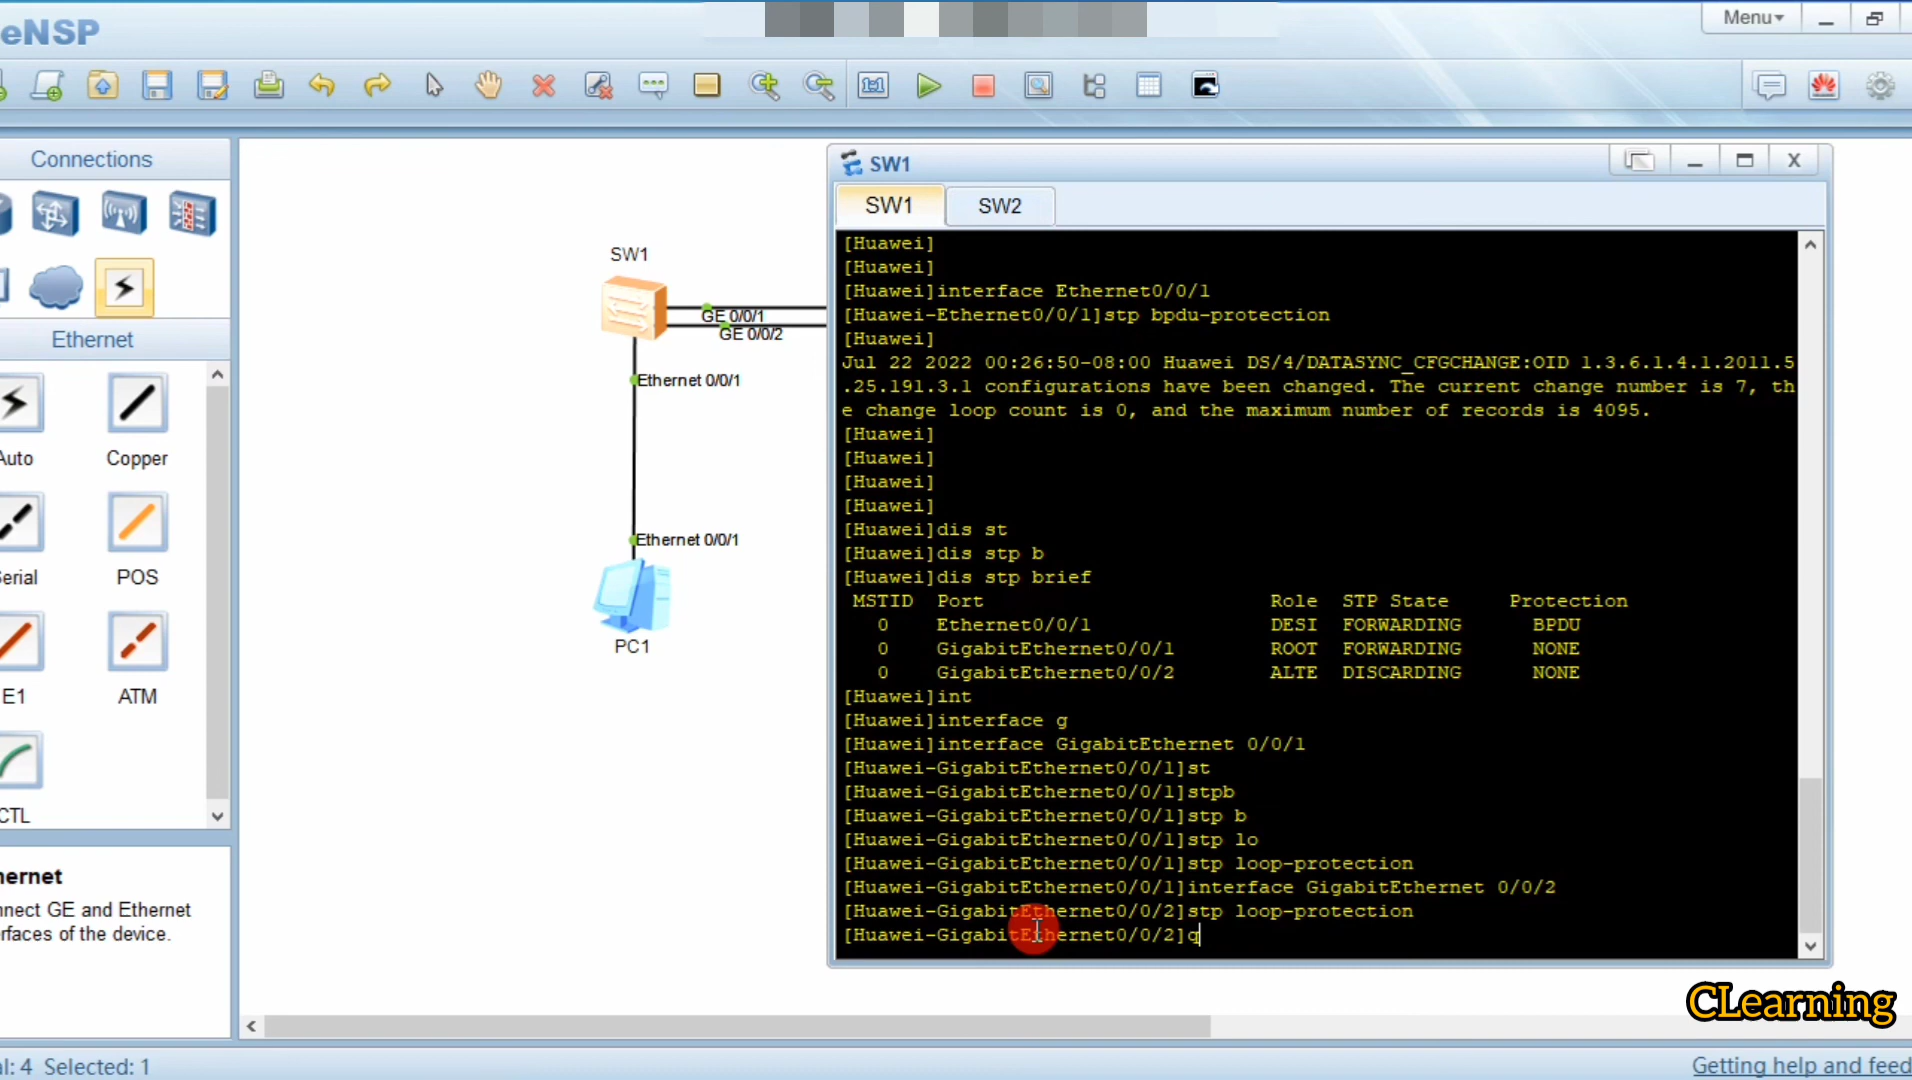 eNSP
Menu
Connections
Ethernet
Auto
Copper
Serial
POS
E1
ATM
CTL
hernet
nnect GE and Ethernet
rfaces of the device.
SW1
GE 0/0/1
GE 0/0/2
Ethernet 0/0/1
Ethernet 0/0/1
PC1
SW1
SW1
SW2
[Huawei]
[Huawei]
[Huawei]interface Ethernet0/0/1
[Huawei-Ethernet0/0/1]stp bpdu-protection
[Huawei]
Jul 22 2022 00:26:50-08:00 Huawei DS/4/DATASYNC_CFGCHANGE:OID 1.3.6.1.4.1.2011.5
.25.191.3.1 configurations have been changed. The current change number is 7, th
e change loop count is 0, and the maximum number of records is 4095.
[Huawei]
[Huawei]
[Huawei]
[Huawei]
[Huawei]dis st
[Huawei]dis stp b
[Huawei]dis stp brief
MSTID Port Role STP State Protection
0 Ethernet0/0/1 DESI FORWARDING BPDU
0 GigabitEthernet0/0/1 ROOT FORWARDING NONE
0 GigabitEthernet0/0/2 ALTE DISCARDING NONE
[Huawei]int
[Huawei]interface g
[Huawei]interface GigabitEthernet 0/0/1
[Huawei-GigabitEthernet0/0/1]st
[Huawei-GigabitEthernet0/0/1]stpb
[Huawei-GigabitEthernet0/0/1]stp b
[Huawei-GigabitEthernet0/0/1]stp lo
[Huawei-GigabitEthernet0/0/1]stp loop-protection
[Huawei-GigabitEthernet0/0/1]interface GigabitEthernet 0/0/2
[Huawei-GigabitEthernet0/0/2]stp loop-protection
[Huawei-GigabitEthernet0/0/2]q
CLearning
al: 4 Selected: 1
Getting help and feed